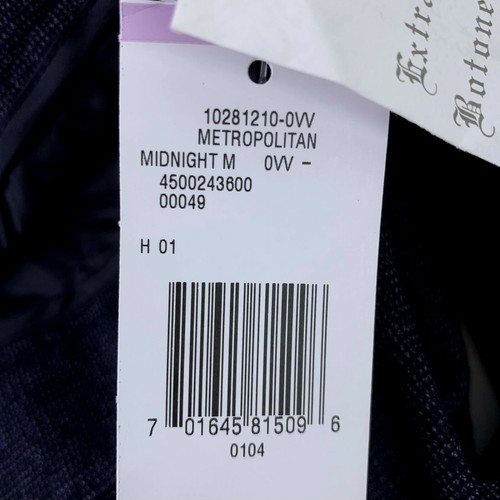 Extra
Botone
10281210-0VV
METROPOLITAN
MIDNIGHT M 0VV -
4500243600
00049
H 01
7 01645 81509 6
0104